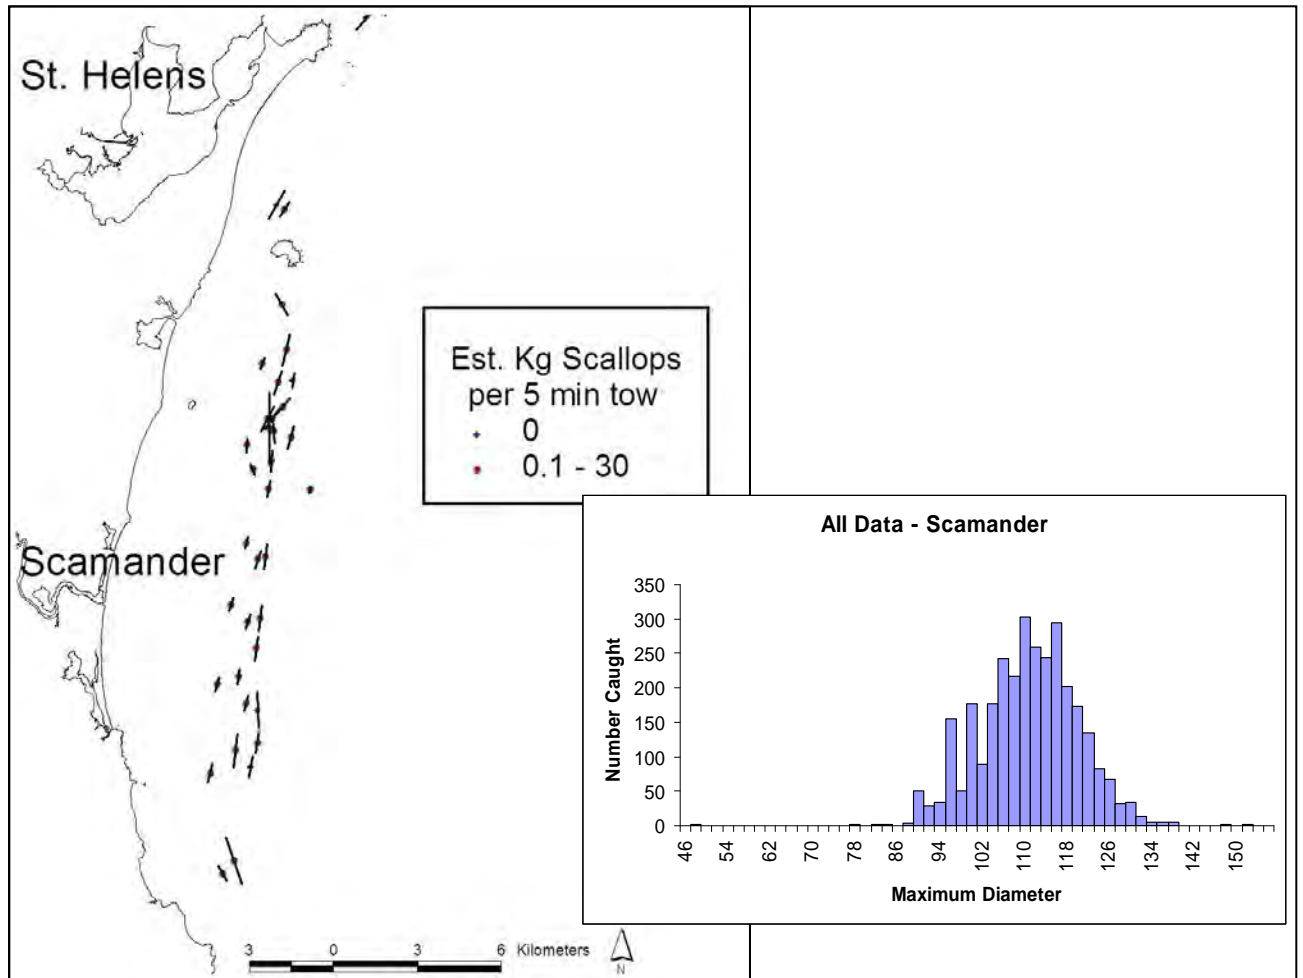 St. Helens
Est. Kg Scallops
per 5 min tow
0
0.1 - 30
Scamander
All Data - Scamander
Number Caught
350
300
250
200
150
100
50
0
46 54 62 70 78 86 94 102 110 118 126 134 142 150
Maximum Diameter
3 0 3 6 Kilometers
N